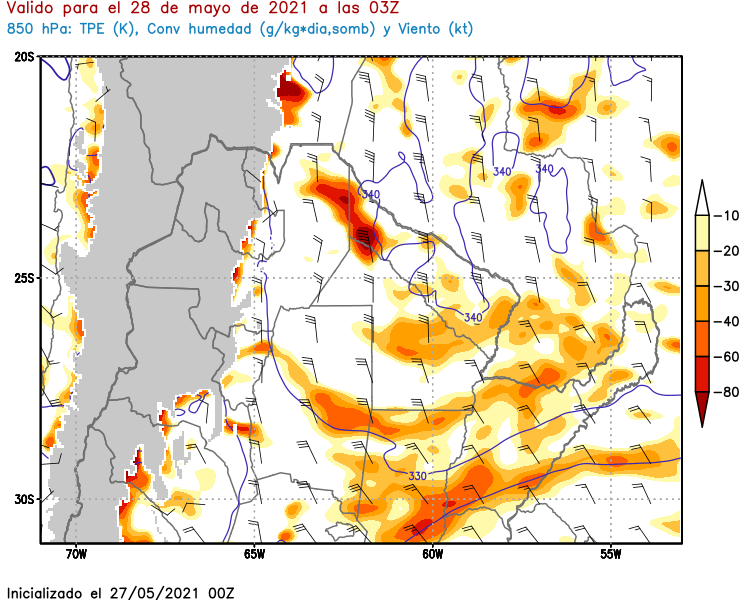 Valido para el 28 de mayo de 2021 a las 03Z
850 hPa: TPE (K), Conv humedad (g/kg*dia,somb) y Viento (kt)
20S
340
340
340
-10
-20
25S
-30
340
-40
-60
-80
330
30S
70W
65W
60W
55W
Inicializado el 27/05/2021 00Z